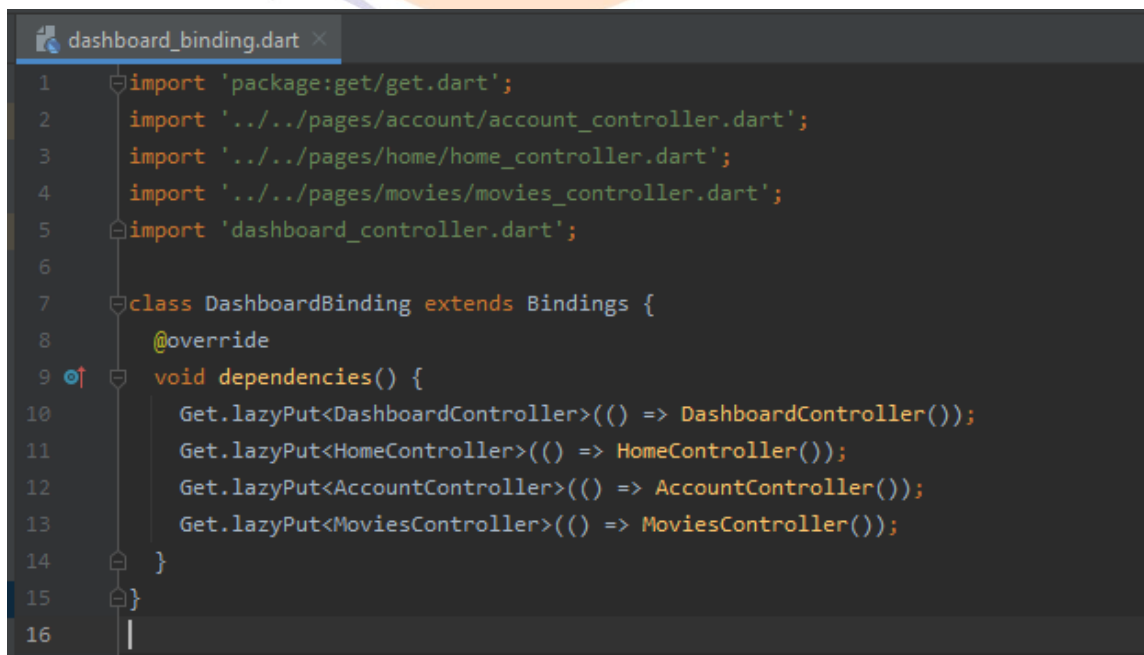 dashboard_binding.dart
1 import 'package:get/get.dart';
2 import '../../pages/account/account_controller.dart';
3 import '../../pages/home/home_controller.dart';
4 import '../../pages/movies/movies_controller.dart';
5 import 'dashboard_controller.dart';
6
7 class DashboardBinding extends Bindings {
8 @override
9 void dependencies() {
10 Get.lazyPut<DashboardController>(() => DashboardController());
11 Get.lazyPut<HomeController>(() => HomeController());
12 Get.lazyPut<AccountController>(() => AccountController());
13 Get.lazyPut<MoviesController>(() => MoviesController());
14 }
15 }
16